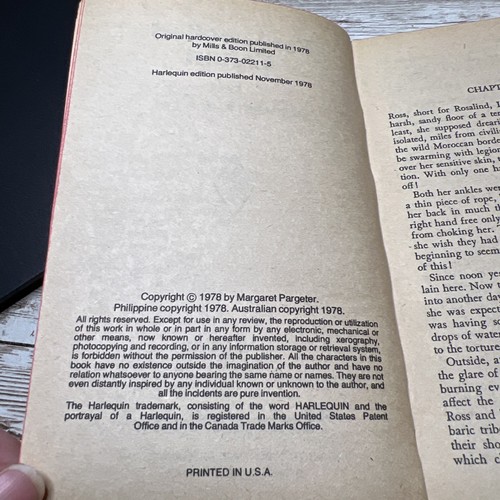 Original hardcover edition published in 1978
by Mills & Boon Limited
ISBN 0-373-02211-5
Harlequin edition published November 1978
Copyright © 1978 by Margaret Pargeter.
Philippine copyright 1978. Australian copyright 1978.
All rights reserved. Except for use in any review, the reproduction or utilization
of this work in whole or in part in any form by any electronic, mechanical or
other means, now known or hereafter invented, including xerography,
photocopying and recording, or in any information storage or retrieval system,
is forbidden without the permission of the publisher. All the characters in this
book have no existence outside the imagination of the author and have no
relation whatsoever to anyone bearing the same name or names. They are not
even distantly inspired by any individual known or unknown to the author, and
all the incidents are pure invention.
The Harlequin trademark, consisting of the word HARLEQUIN and the
portrayal of a Harlequin, is registered in the United States Patent
Office and in the Canada Trade Marks Office.
PRINTED IN U.S.A.
CHAPT
Ross, short for Rosalind, L
harsh, sandy floor of a ten
least, she supposed dreari
isolated, miles from civili
the wild Moroccan borde
be swarming with legion
over her sensitive skin,
tion. With only one ha
off!
Both her ankles wer
a thin piece of rope,
her back in much th
right hand free only
from choking her.
she wish they had
of this!
Since noon yes
lain here. Now t
into another da
she was expect
was having so
drops of water
to the torture
Outside, a
the glare of
burning e
affect the
Ross and
baric tribe
their sho
which c